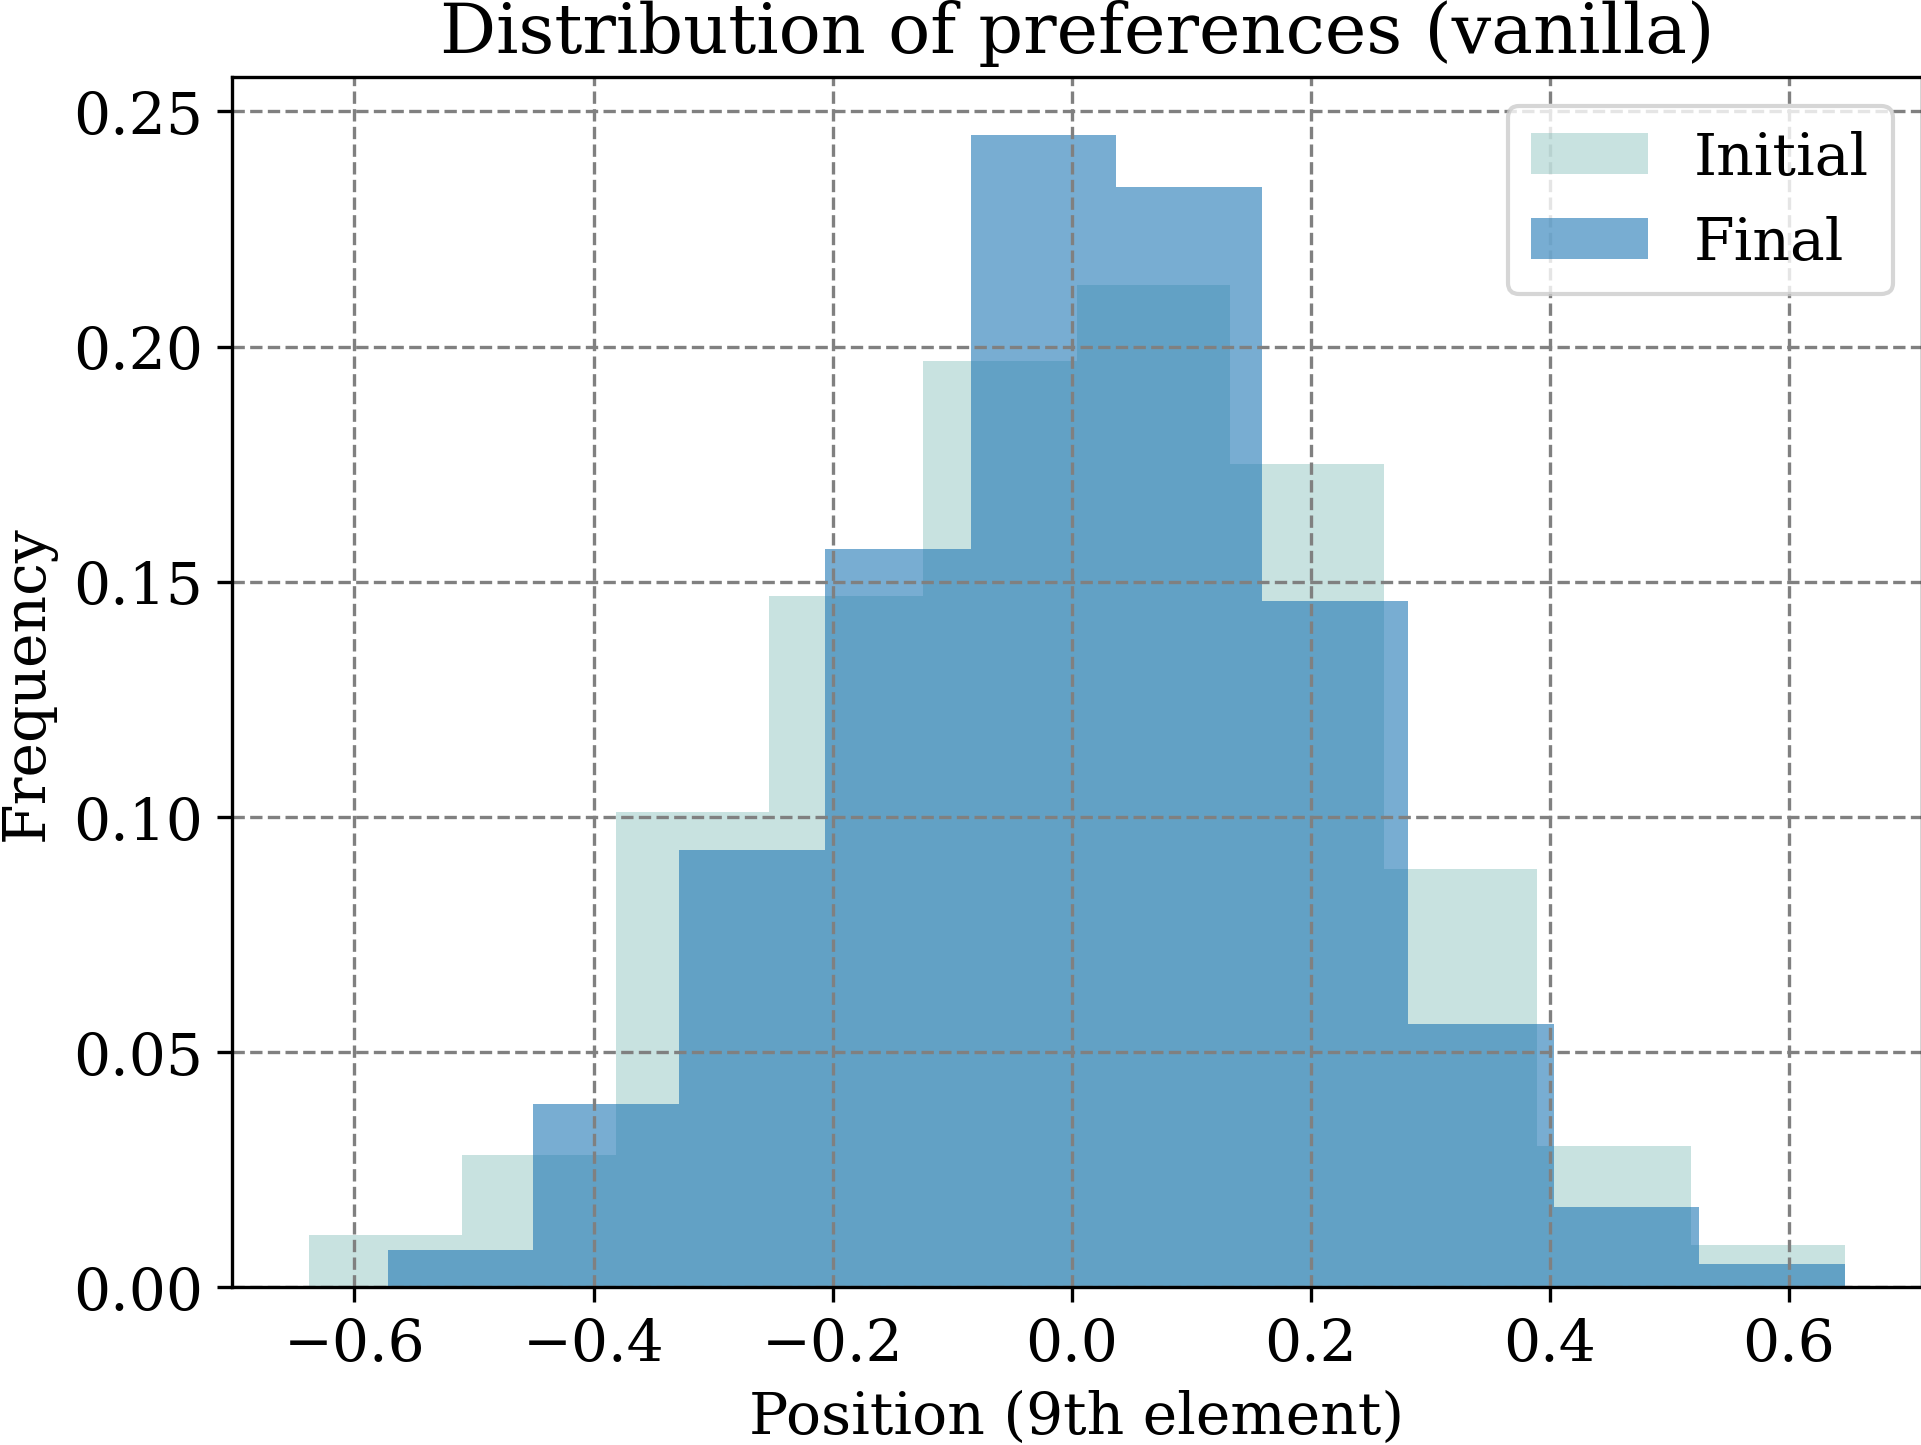 Distribution of preferences (vanilla)
Initial
Final
Frequency
0.25
0.20
0.15
0.10
0.05
0.00
−0.6 −0.4 −0.2 0.0 0.2 0.4 0.6
Position (9th element)